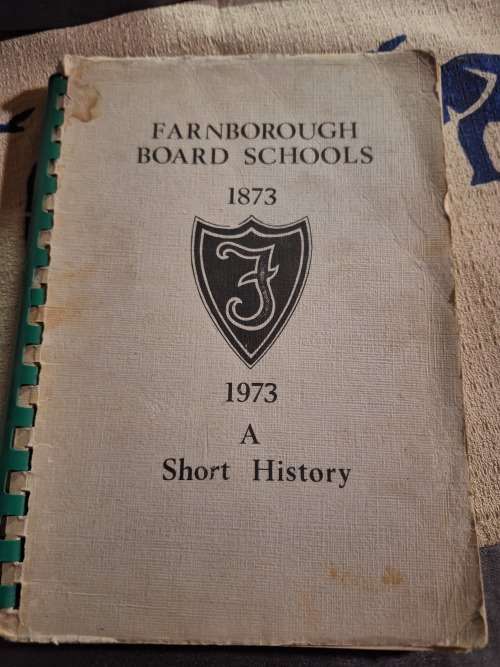 FARNBOROUGH
BOARD SCHOOLS
1873
F
1973
A
Short History